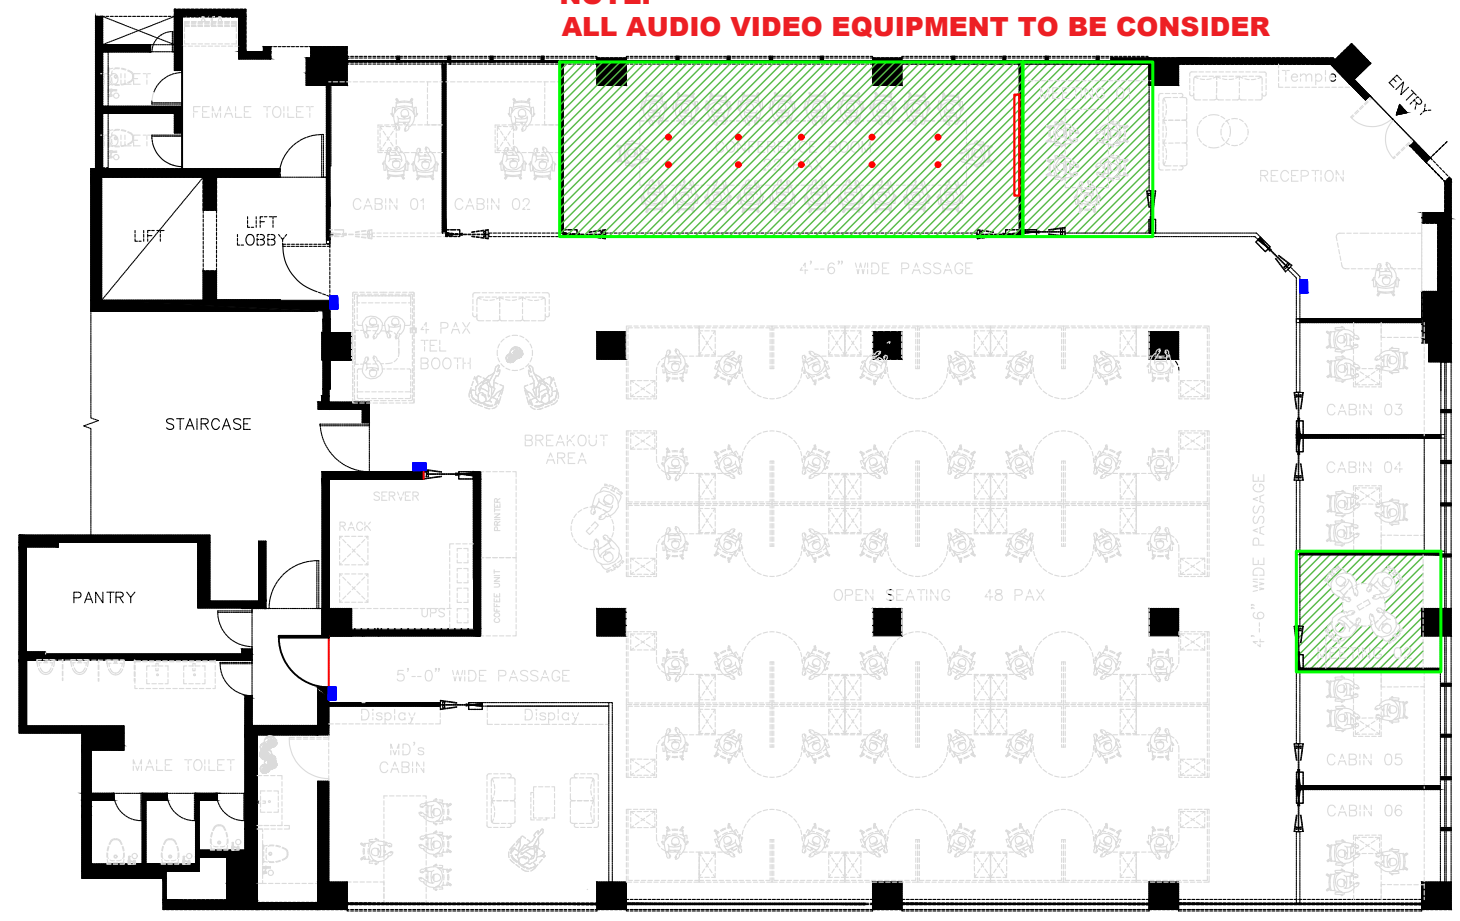 NOTE:
ALL AUDIO VIDEO EQUIPMENT TO BE CONSIDER
TOILET
FEMALE TOILET
TOILET
Temple
ENTRY
CABIN 01
CABIN 02
RECEPTION
LIFT
LIFT
LOBBY
4'-6" WIDE PASSAGE
4 PAX
TEL
BOOTH
CABIN 03
STAIRCASE
BREAKOUT
AREA
CABIN 04
SERVER
RACK
PRINTER
4'-6" WIDE PASSAGE
PANTRY
COFFEE UNIT
UPS
OPEN SEATING 48 PAX
5'-0" WIDE PASSAGE
Display
Display
MD's
CABIN
MALE TOILET
CABIN 05
CABIN 06